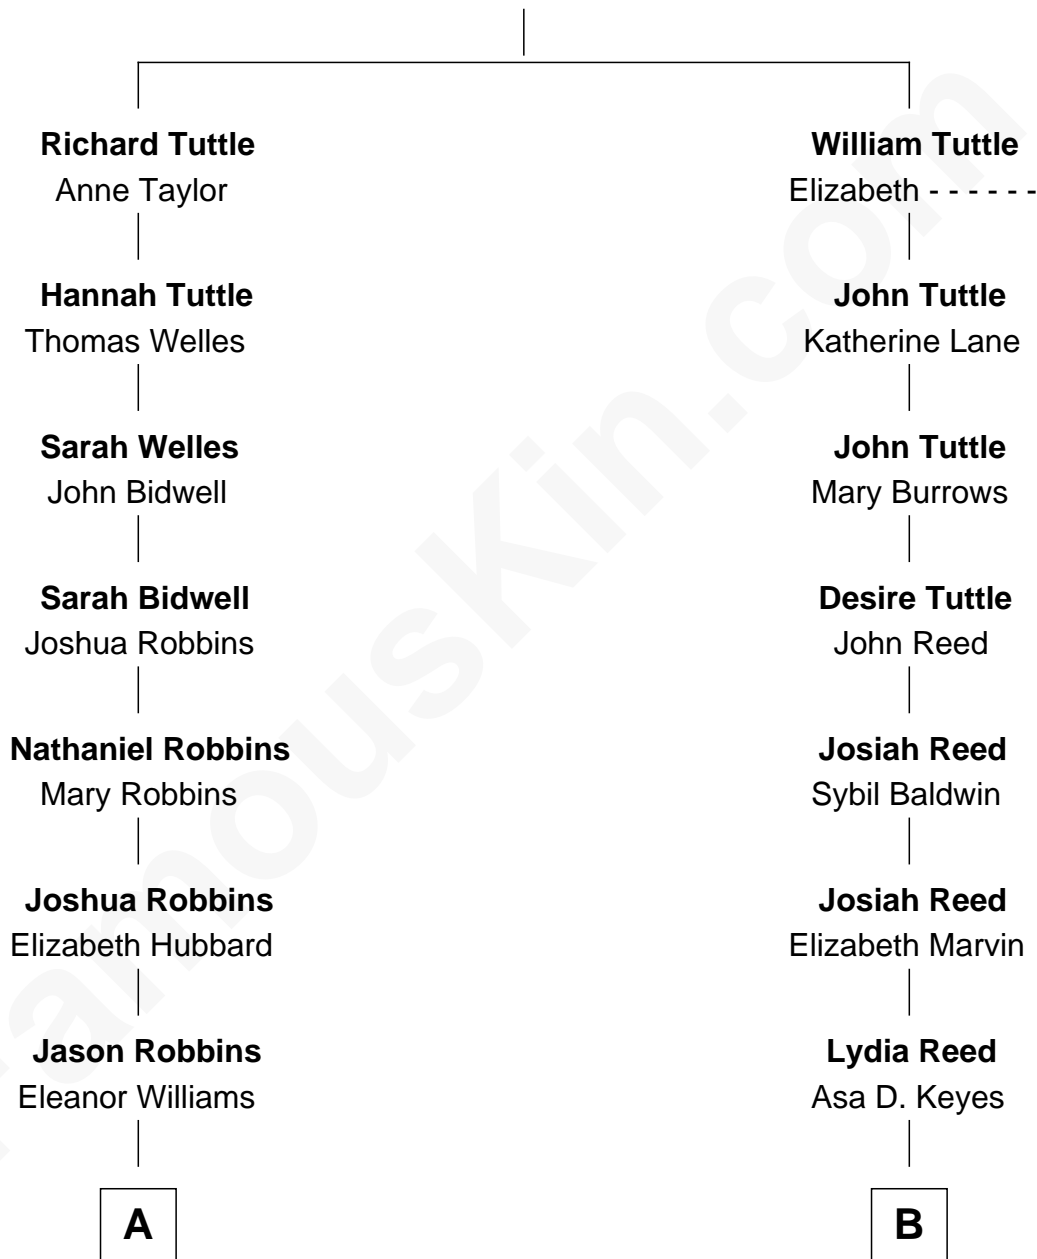 Richard Tuttle
Anne Taylor
William Tuttle
Elizabeth - - - - - -
Hannah Tuttle
Thomas Welles
John Tuttle
Katherine Lane
Sarah Welles
John Bidwell
John Tuttle
Mary Burrows
Sarah Bidwell
Joshua Robbins
Desire Tuttle
John Reed
Nathaniel Robbins
Mary Robbins
Josiah Reed
Sybil Baldwin
Joshua Robbins
Elizabeth Hubbard
Josiah Reed
Elizabeth Marvin
Jason Robbins
Eleanor Williams
Lydia Reed
Asa D. Keyes
A
B
FamousKin.com